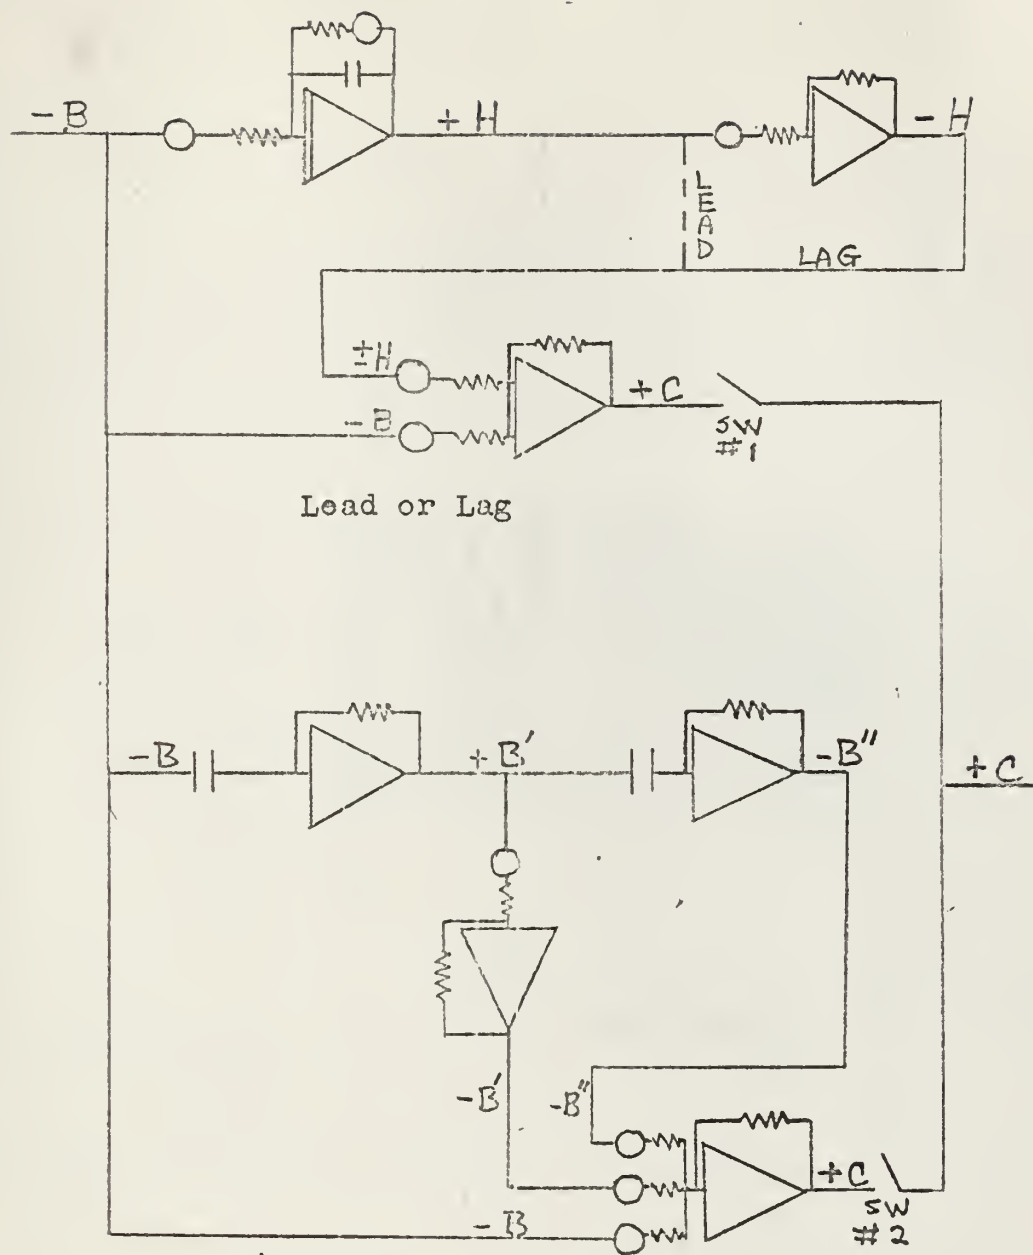 -B
+H
-H
LEAD
LAG
±H
+C
-B
SW
#1
Lead or Lag
-B
+B'
-B"
+C
-B'
-B"
+C
-B
SW
#2